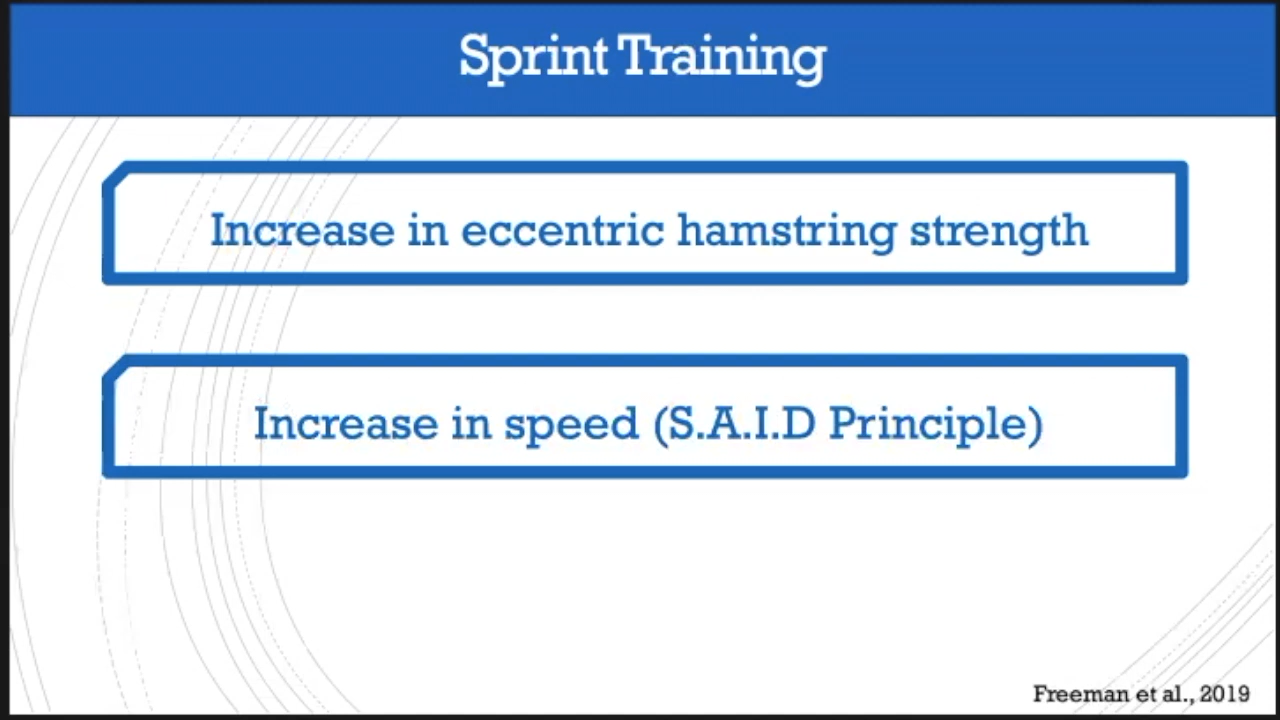 Sprint Training
Increase in eccentric hamstring strength
Increase in speed (S.A.I.D Principle)
Freeman et al., 2019